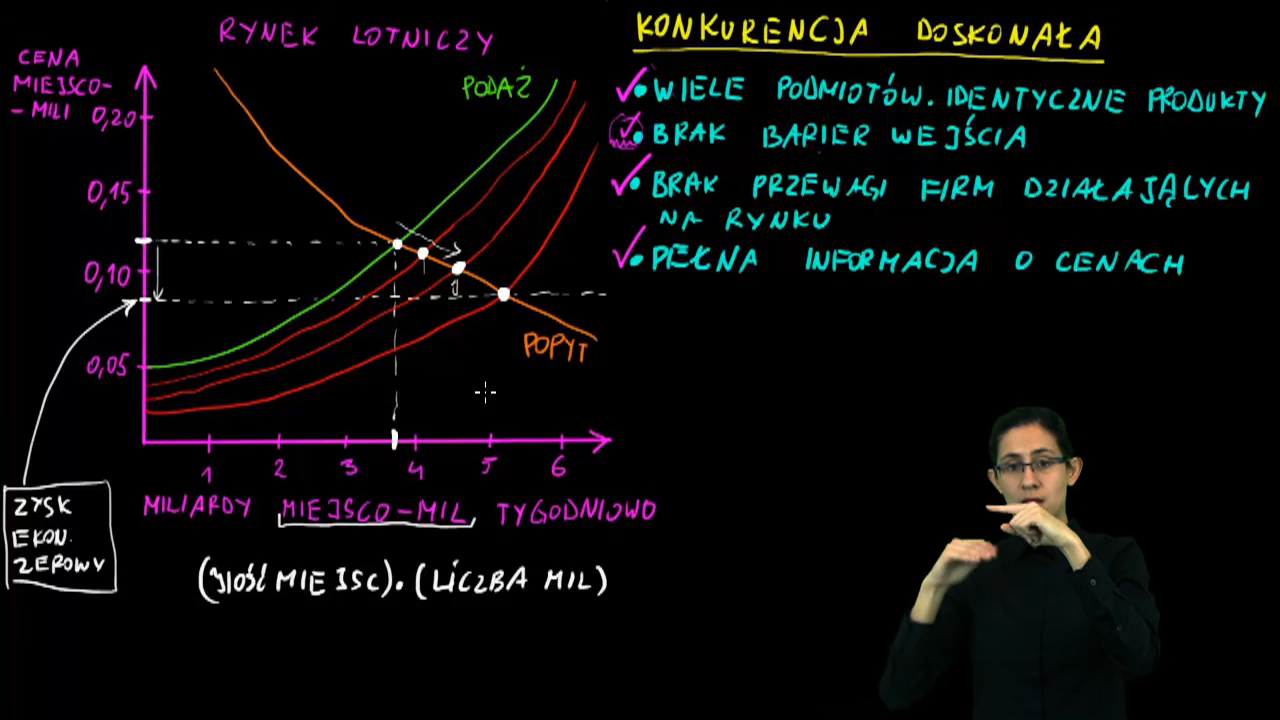 RYNEK LOTNICZY
CENA
MIEJSCO-
- MILI
0,20
0,15
0,10
0,05
PODAŻ
POPYT
1 2 3 4 5 6
MILIARDY MIEJSCO-MIL TYGODNIOWO
(ILOŚĆ MIEJSC). (LICZBA MIL)
ZYSK
EKON.
ZEROWY
KONKURENCJA DOSKONAŁA
• WIELE PODMIOTÓW. IDENTYCZNE PRODUKTY
• BRAK BARIER WEJŚCIA
• BRAK PRZEWAGI FIRM DZIAŁAJĄCYCH
NA RYNKU
• PEŁNA INFORMACJA O CENACH